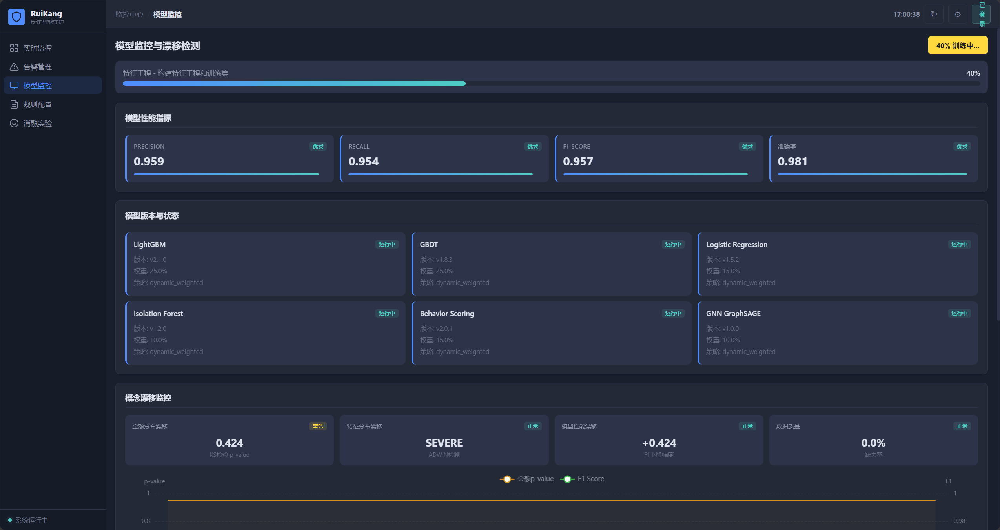 RuiKang
反诈智能守护
实时监控
告警管理
模型监控
规则配置
消融实验
系统运行中
监控中心 / 模型监控
17:00:38
已登录
模型监控与漂移检测
40% 训练中...
特征工程 - 构建特征工程和训练集
40%
模型性能指标
PRECISION 优秀
0.959
RECALL 优秀
0.954
F1-SCORE 优秀
0.957
准确率 优秀
0.981
模型版本与状态
LightGBM 运行中
版本: v2.1.0
权重: 25.0%
策略: dynamic_weighted
GBDT 运行中
版本: v1.8.3
权重: 25.0%
策略: dynamic_weighted
Logistic Regression 运行中
版本: v1.5.2
权重: 15.0%
策略: dynamic_weighted
Isolation Forest 运行中
版本: v1.2.0
权重: 10.0%
策略: dynamic_weighted
Behavior Scoring 运行中
版本: v2.0.1
权重: 15.0%
策略: dynamic_weighted
GNN GraphSAGE 运行中
版本: v1.0.0
权重: 10.0%
策略: dynamic_weighted
概念漂移监控
金额分布漂移 警告
0.424
KS检验 p-value
特征分布漂移 正常
SEVERE
ADWIN检测
模型性能漂移 正常
+0.424
F1下降幅度
数据质量 正常
0.0%
缺失率
金额p-value F1 Score
p-value F1
1 1
0.8 0.98